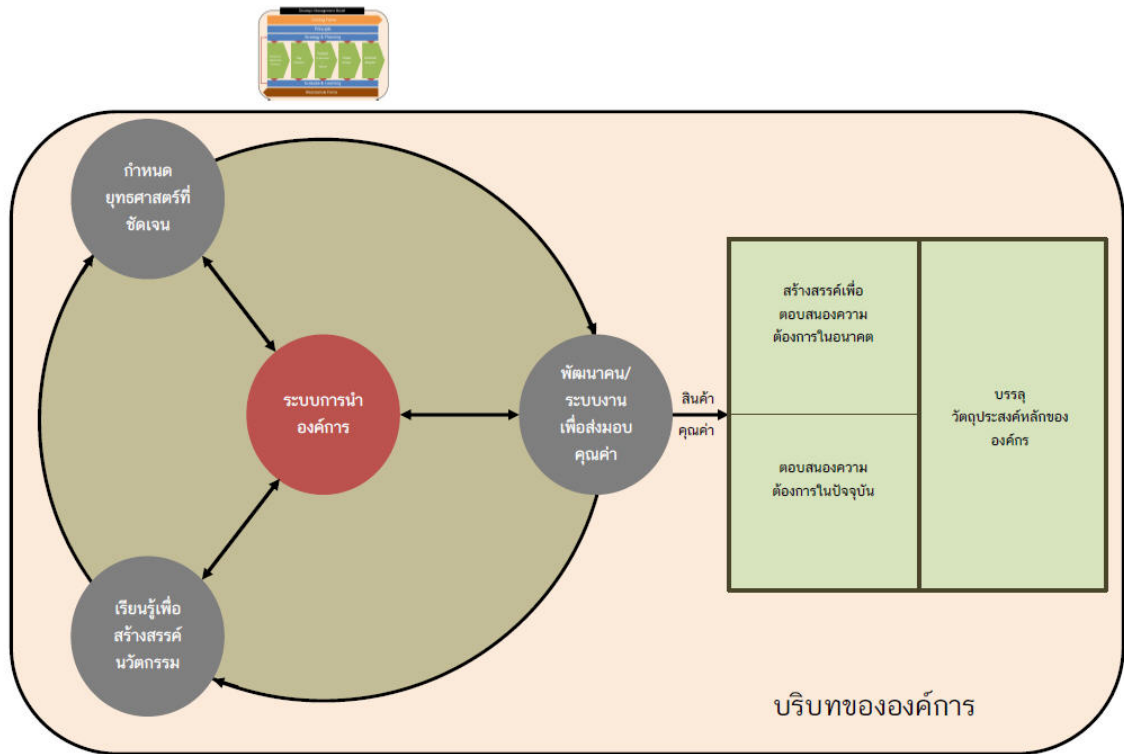 Strategic Management Model
Principle
Strategy & Planning
กำหนด
ยุทธศาสตร์ที่
ชัดเจน
ระบบการนำ
องค์การ
พัฒนาคน/
ระบบงาน
เพื่อส่งมอบ
คุณค่า
เรียนรู้เพื่อ
สร้างสรรค์
นวัตกรรม
สินค้า
คุณค่า
สร้างสรรค์เพื่อ
ตอบสนองความ
ต้องการในอนาคต
ตอบสนองความ
ต้องการในปัจจุบัน
บรรลุ
วัตถุประสงค์หลักของ
องค์กร
บริบทขององค์การ